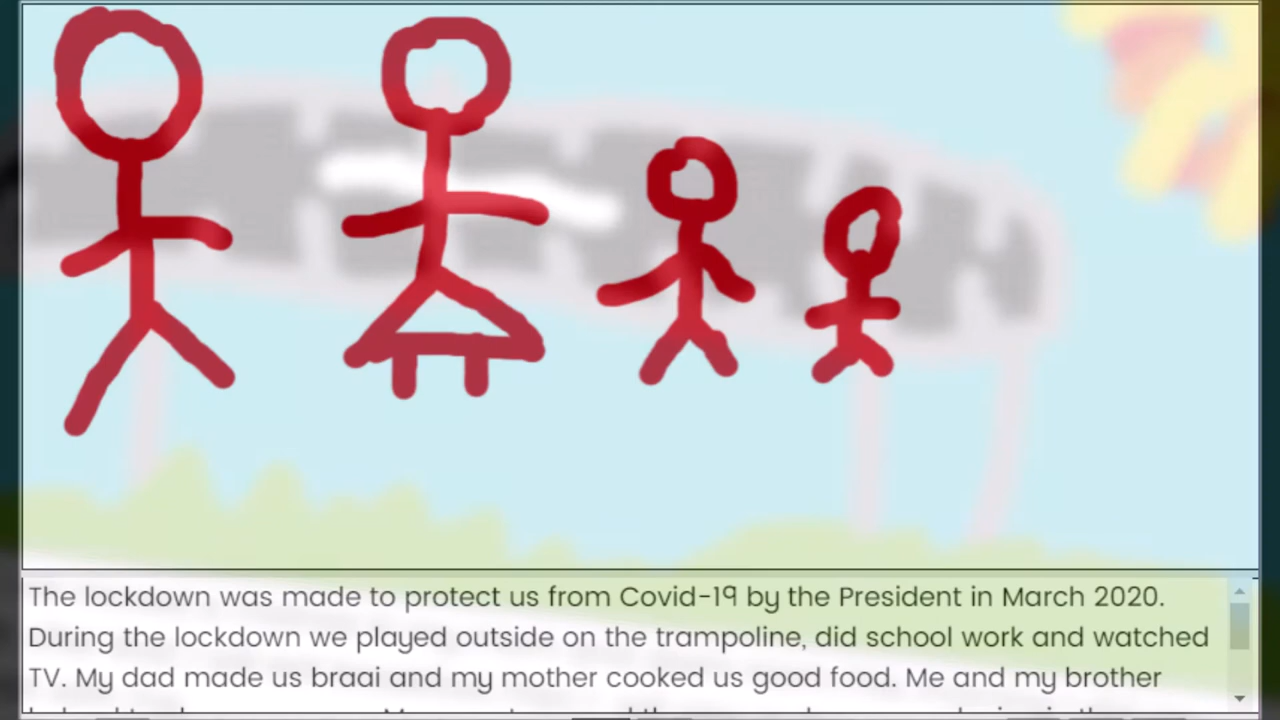 The lockdown was made to protect us from Covid-19 by the President in March 2020.
During the lockdown we played outside on the trampoline, did school work and watched
TV. My dad made us braai and my mother cooked us good food. Me and my brother